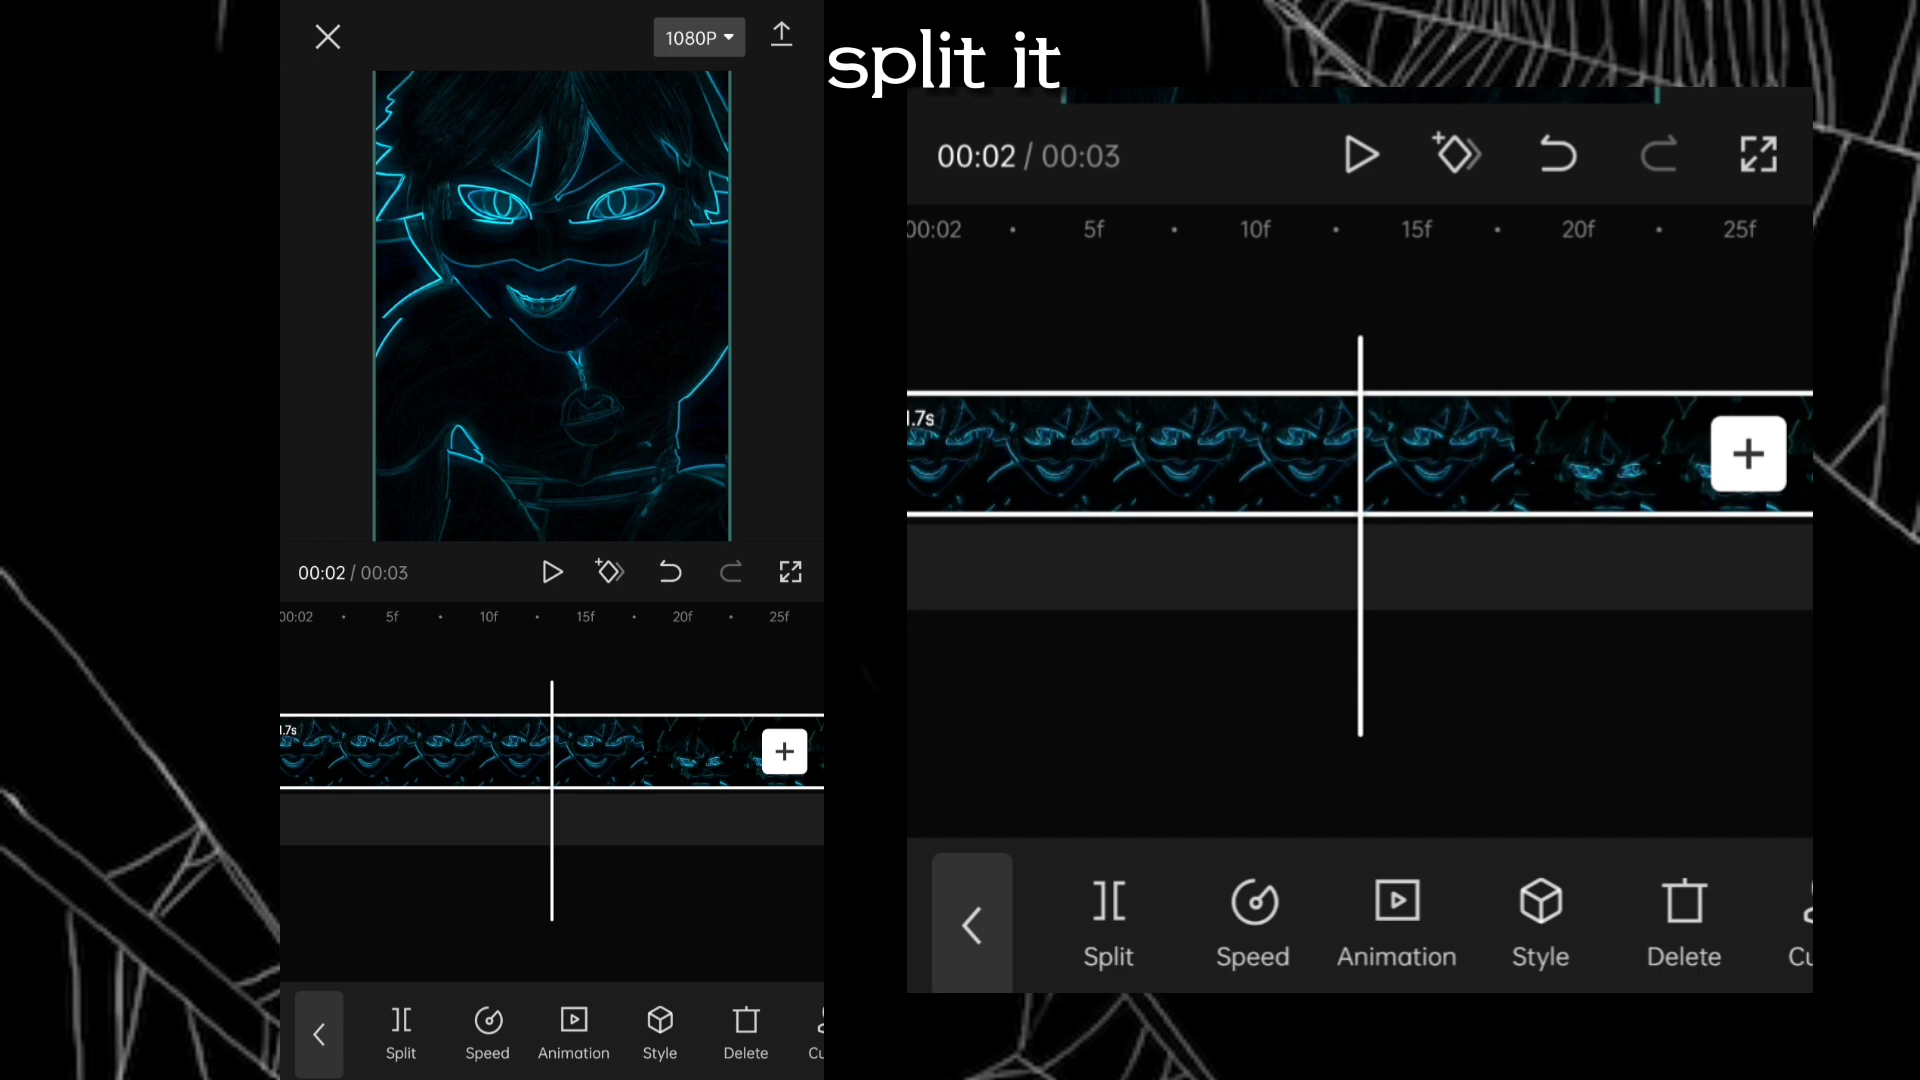 1080P
split it
00:02 / 00:03
00:02 5f 10f 15f 20f 25f
1.7s
Split Speed Animation Style Delete Cu
00:02 / 00:03
00:02 5f 10f 15f 20f 25f
1.7s
Split Speed Animation Style Delete Cu